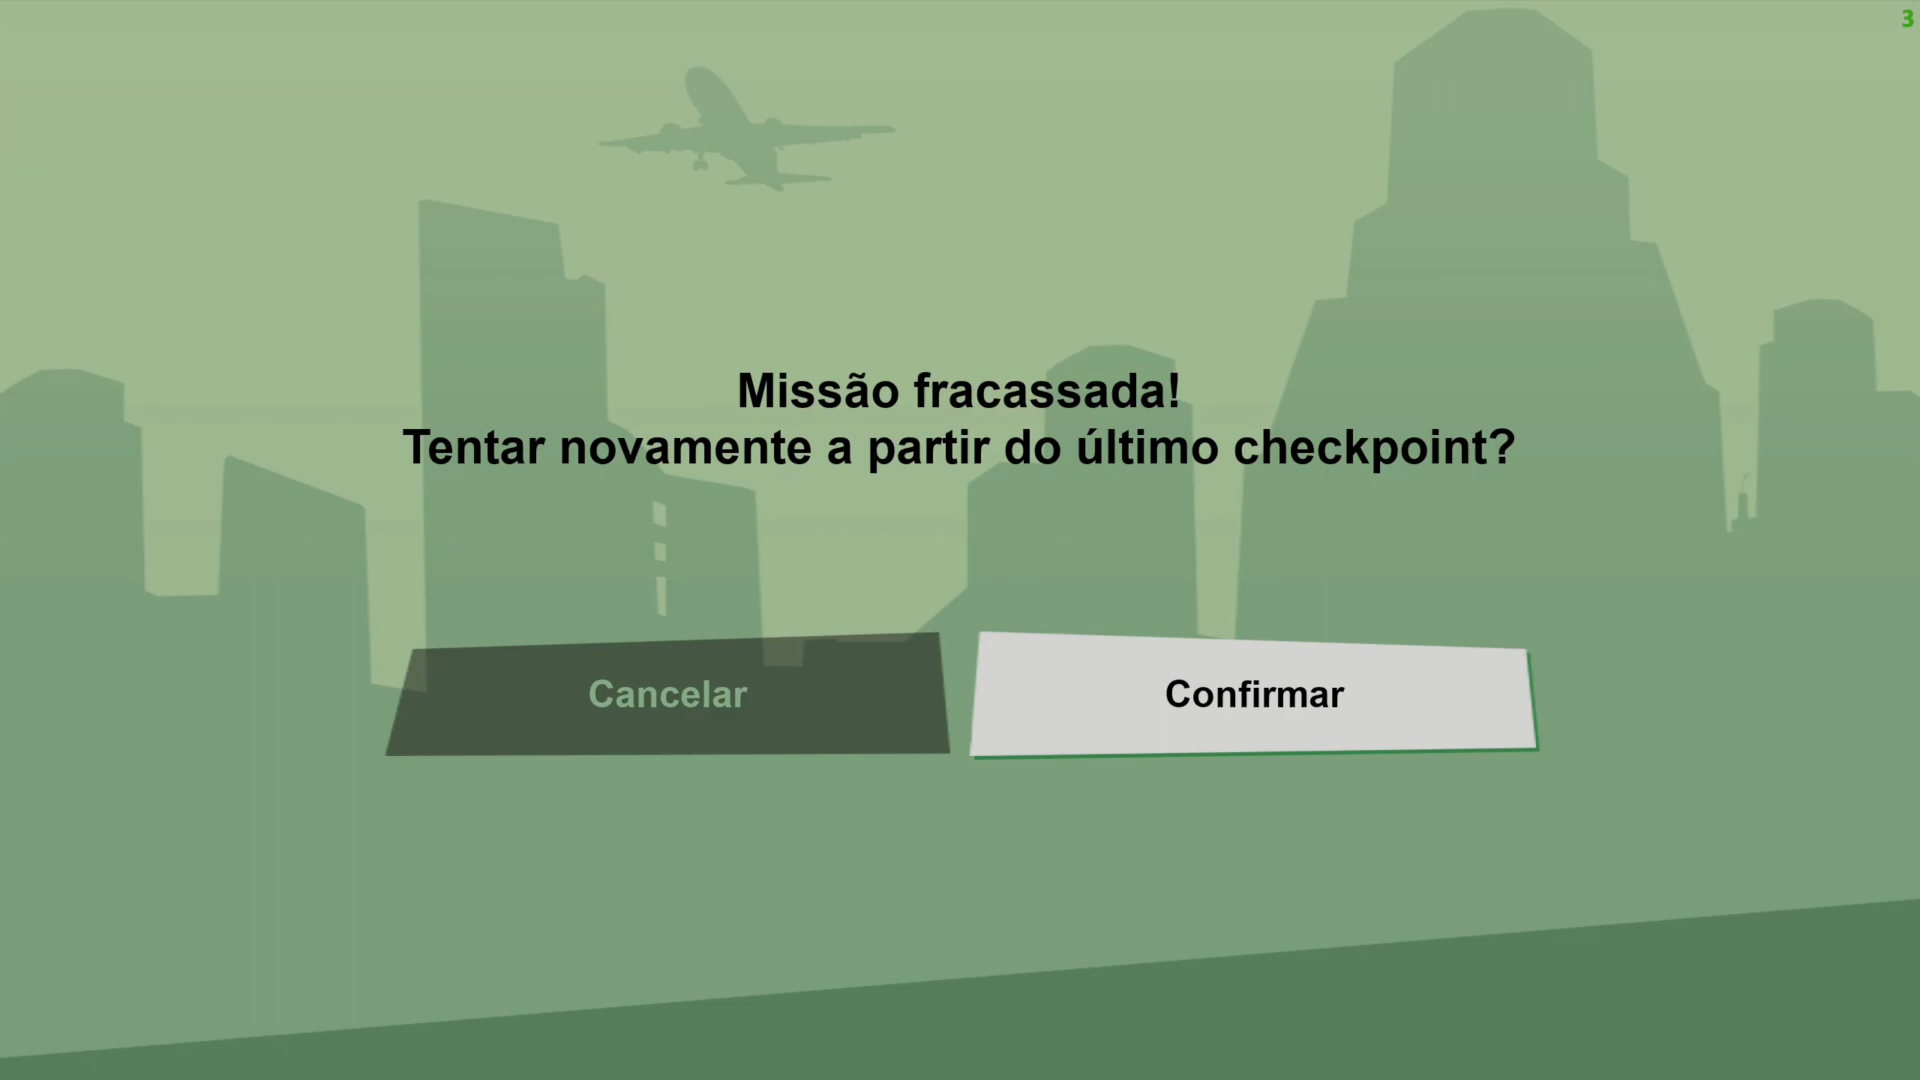 3
Missão fracassada!
Tentar novamente a partir do último checkpoint?
Cancelar
Confirmar